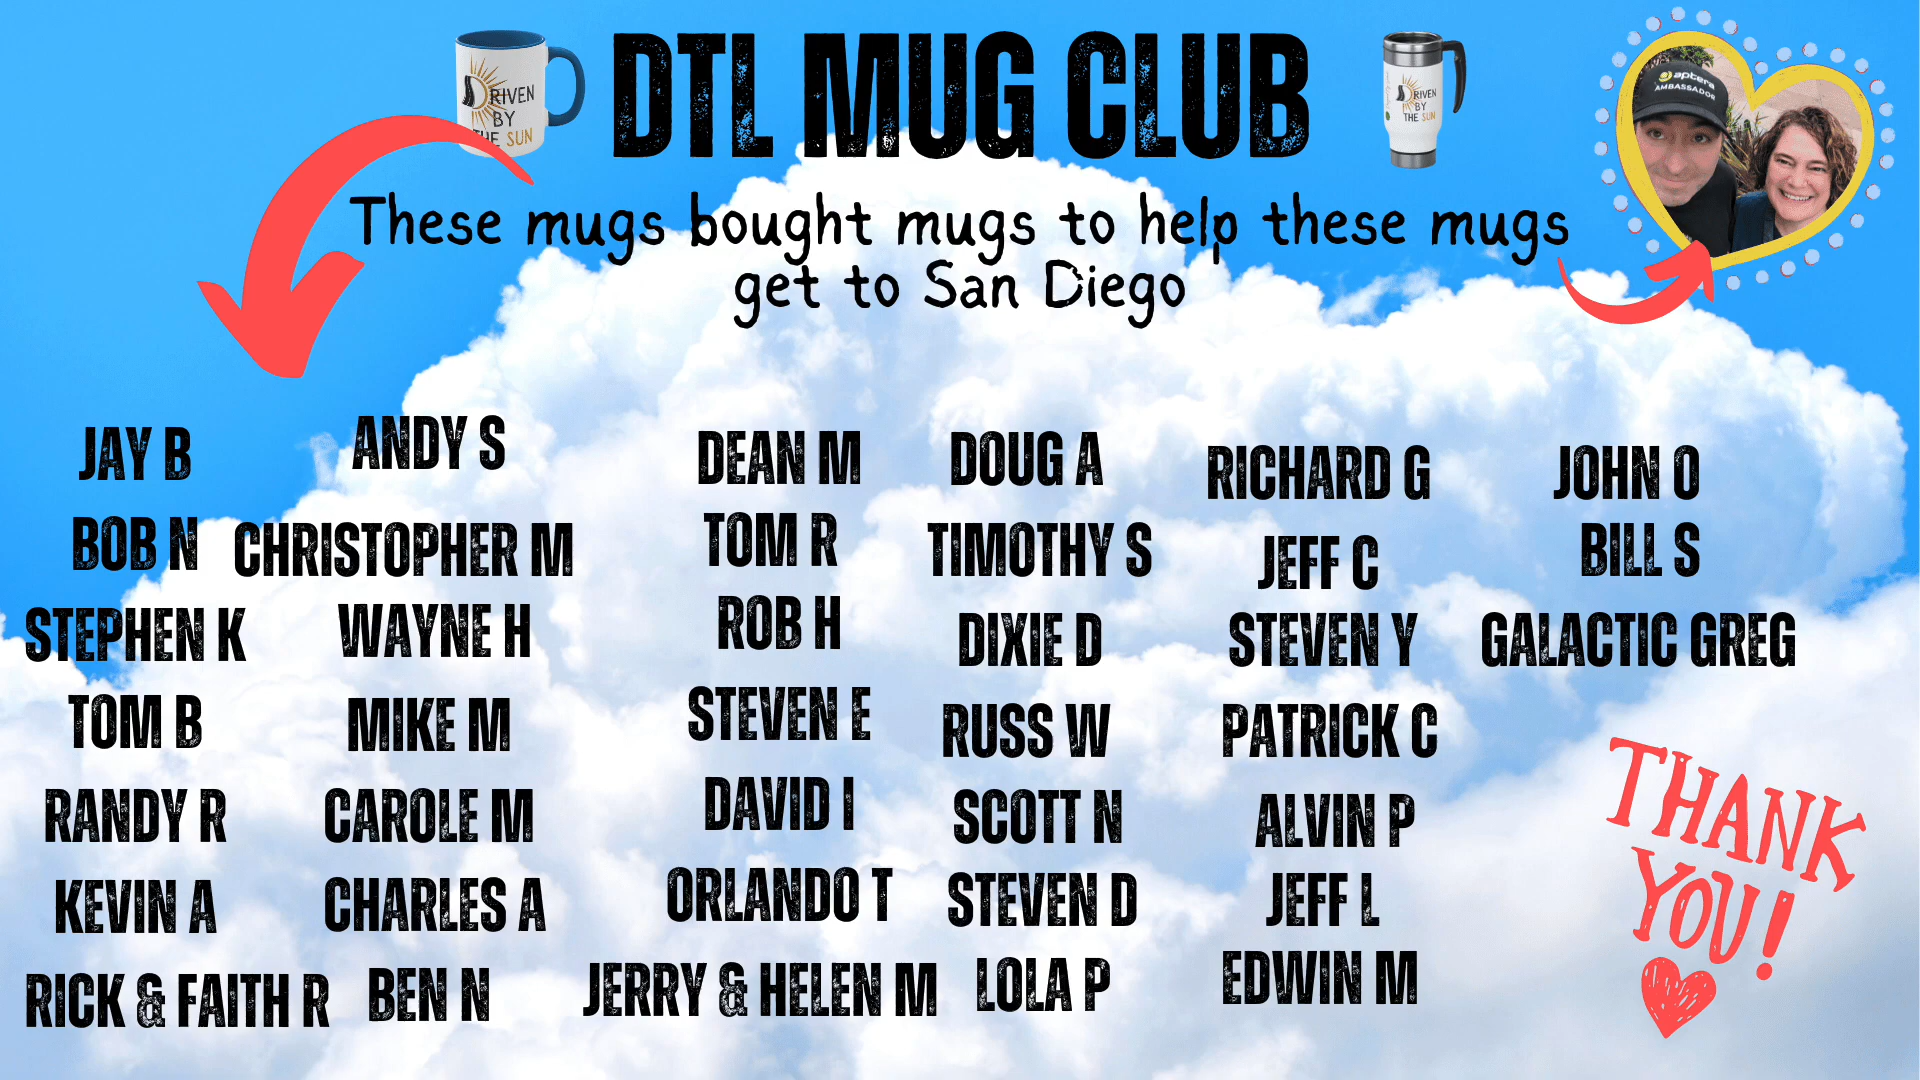 DTL MUG CLUB
DRIVEN
BY
THE SUN
RIVEN
BY
THE SUN
aptera
AMBASSADOR
These mugs bought mugs to help these mugs
get to San Diego
JAY B
BOB N
STEPHEN K
TOM B
RANDY R
KEVIN A
RICK & FAITH R
ANDY S
CHRISTOPHER M
WAYNE H
MIKE M
CAROLE M
CHARLES A
BEN N
DEAN M
TOM R
ROB H
STEVEN E
DAVID I
ORLANDO T
JERRY & HELEN M
DOUG A
TIMOTHY S
DIXIE D
RUSS W
SCOTT N
STEVEN D
LOLA P
RICHARD G
JEFF C
STEVEN Y
PATRICK C
ALVIN P
JEFF L
EDWIN M
JOHN O
BILL S
GALACTIC GREG
THANK
YOU!